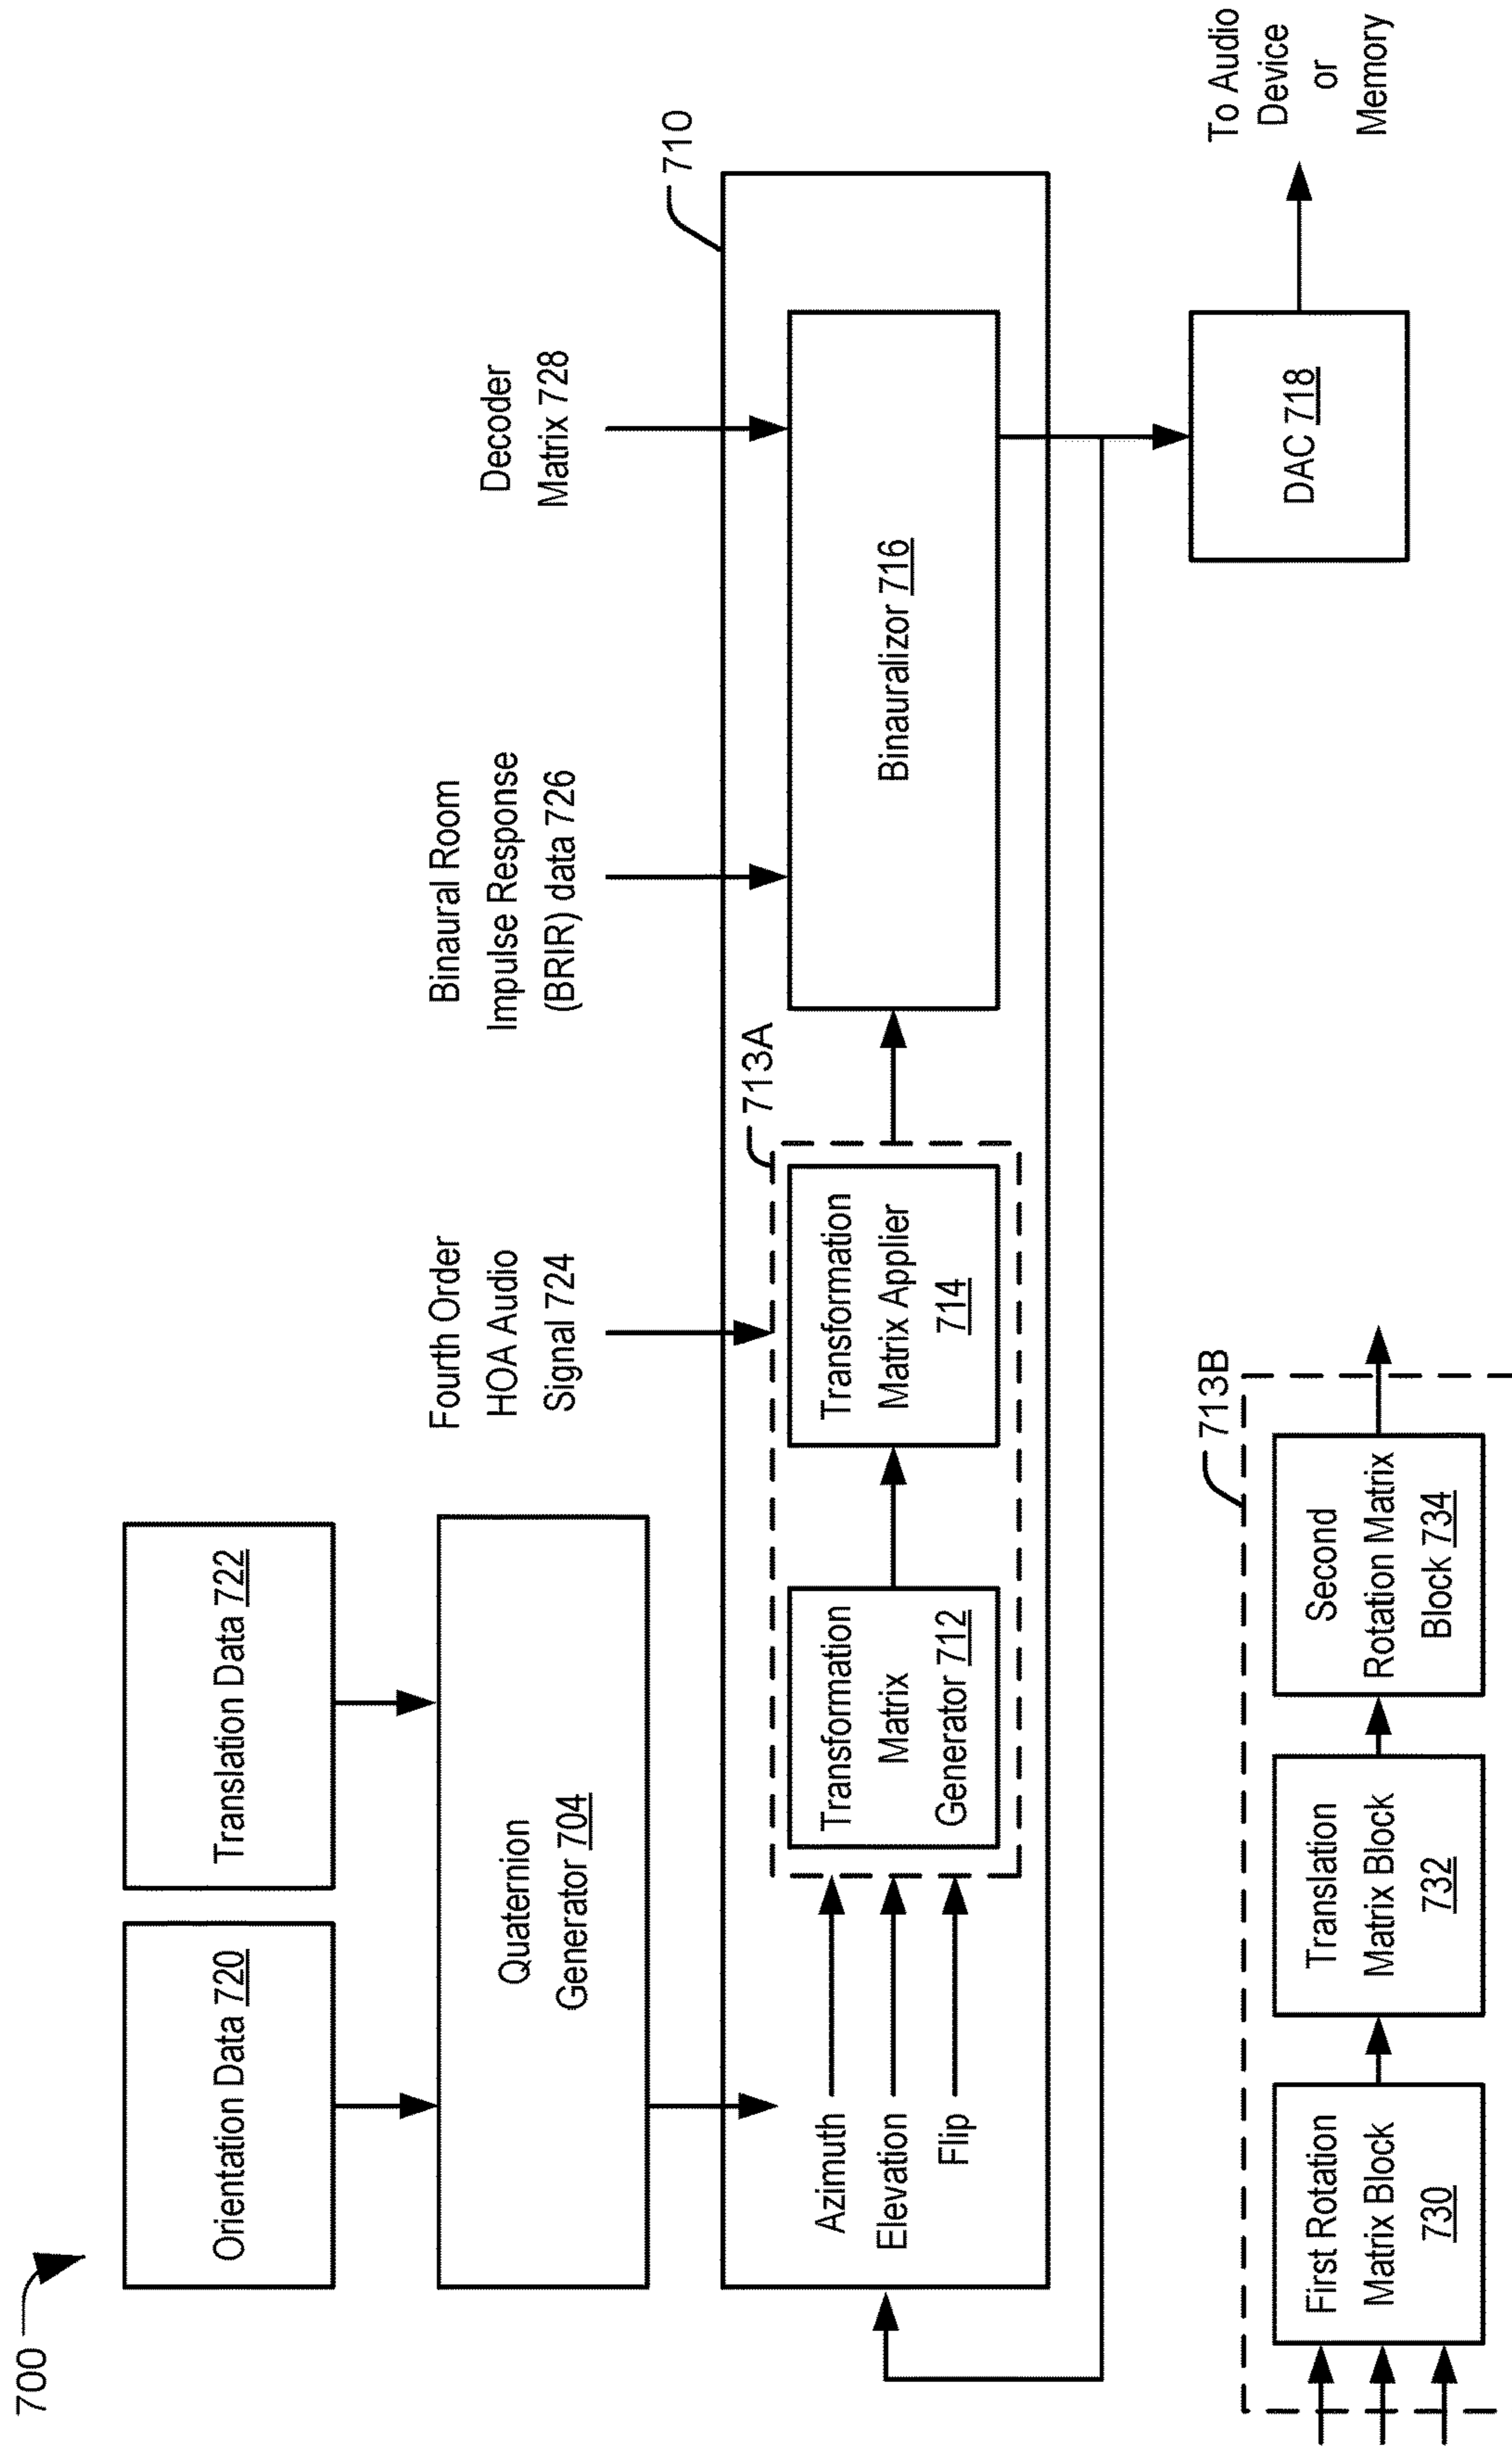 700
Orientation Data 720
Translation Data 722
Quaternion
Generator 704
Fourth Order
HOA Audio
Signal 724
Binaural Room
Impulse Response
(BRIR) data 726
Decoder
Matrix 728
710
Azimuth
Elevation
Flip
Transformation
Matrix
Generator 712
713A
Transformation
Matrix Applier
714
Binauralizor 716
DAC 718
To Audio
Device
or
Memory
713B
First Rotation
Matrix Block
730
Translation
Matrix Block
732
Second
Rotation Matrix
Block 734